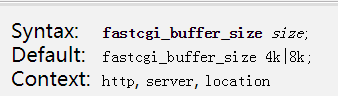 Syntax: fastcgi_buffer_size size;
Default: fastcgi_buffer_size 4k|8k;
Context: http, server, location